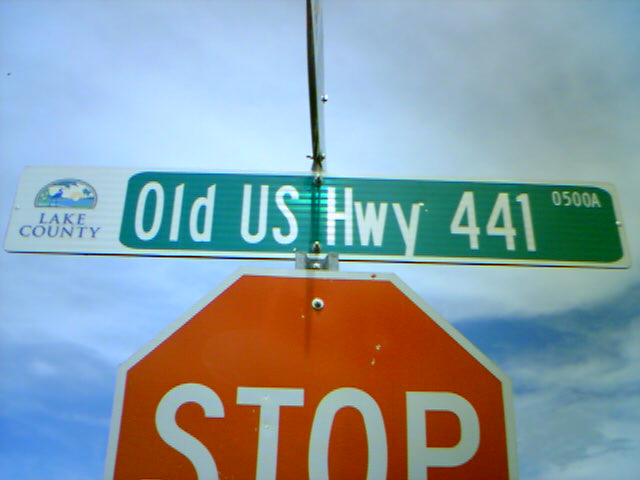 LAKE
COUNTY
Old US Hwy 441
0500A
STOP